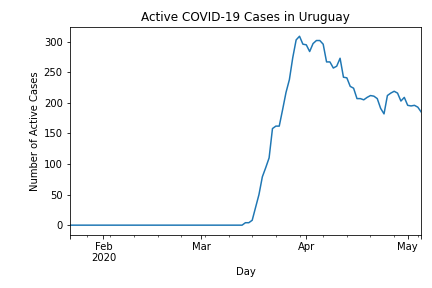 Active COVID-19 Cases in Uruguay
Number of Active Cases
300
250
200
150
100
50
0
Feb
2020
Mar
Apr
May
Day